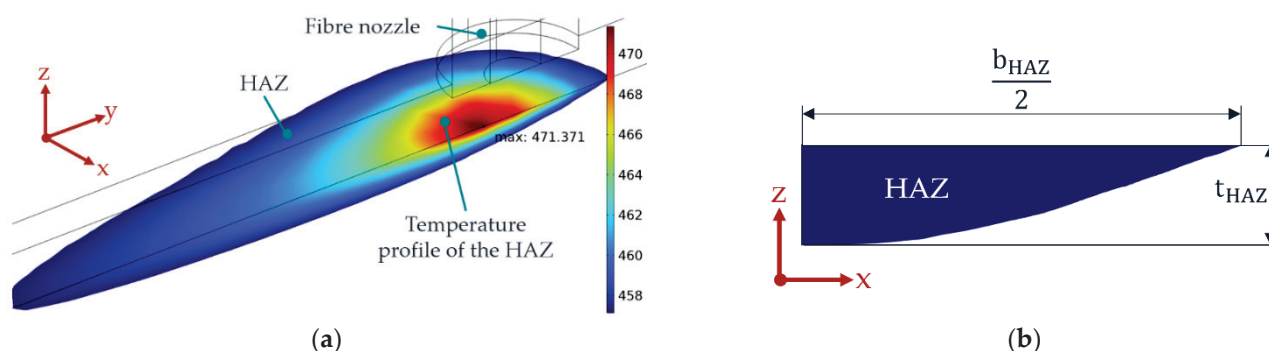 Fibre nozzle
HAZ
z
y
x
max: 471.371
Temperature
profile of the HAZ
470
468
466
464
462
460
458
(a)
b_HAZ
2
HAZ
t_HAZ
z
x
(b)